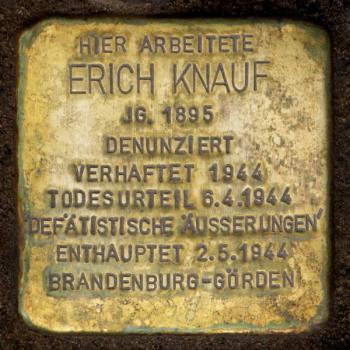 HIER ARBEITETE
ERICH KNAUF
JG. 1895
DENUNZIERT
VERHAFTET 1944
TODESURTEIL 6.4.1944
'DEFÄTISTISCHE ÄUSSERUNGEN'
ENTHAUPTET 2.5.1944
BRANDENBURG-GÖRDEN